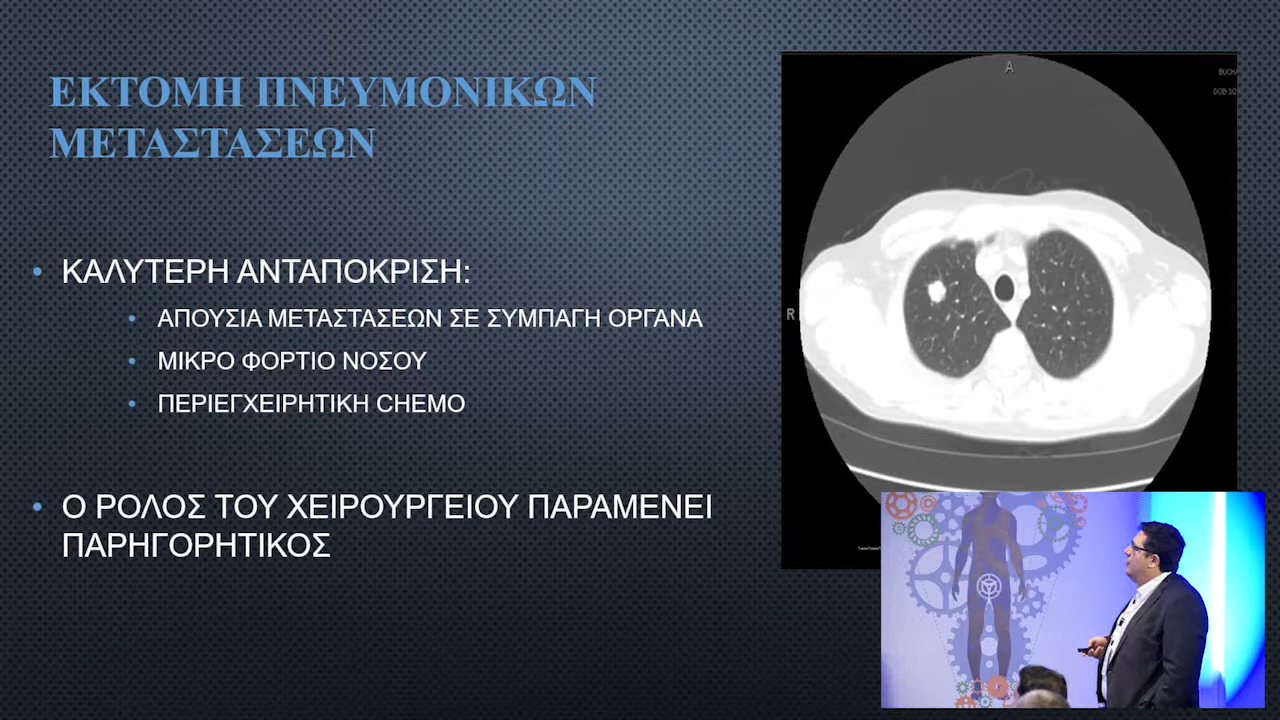 ΕΚΤΟΜΗ ΠΝΕΥΜΟΝΙΚΩΝ
ΜΕΤΑΣΤΑΣΕΩΝ
• ΚΑΛΥΤΕΡΗ ΑΝΤΑΠΟΚΡΙΣΗ:
• ΑΠΟΥΣΙΑ ΜΕΤΑΣΤΑΣΕΩΝ ΣΕ ΣΥΜΠΑΓΗ ΟΡΓΑΝΑ
• ΜΙΚΡΟ ΦΟΡΤΙΟ ΝΟΣΟΥ
• ΠΕΡΙΕΓΧΕΙΡΗΤΙΚΗ CHEMO
• Ο ΡΟΛΟΣ ΤΟΥ ΧΕΙΡΟΥΡΓΕΙΟΥ ΠΑΡΑΜΕΝΕΙ
ΠΑΡΗΓΟΡΗΤΙΚΟΣ
A
R